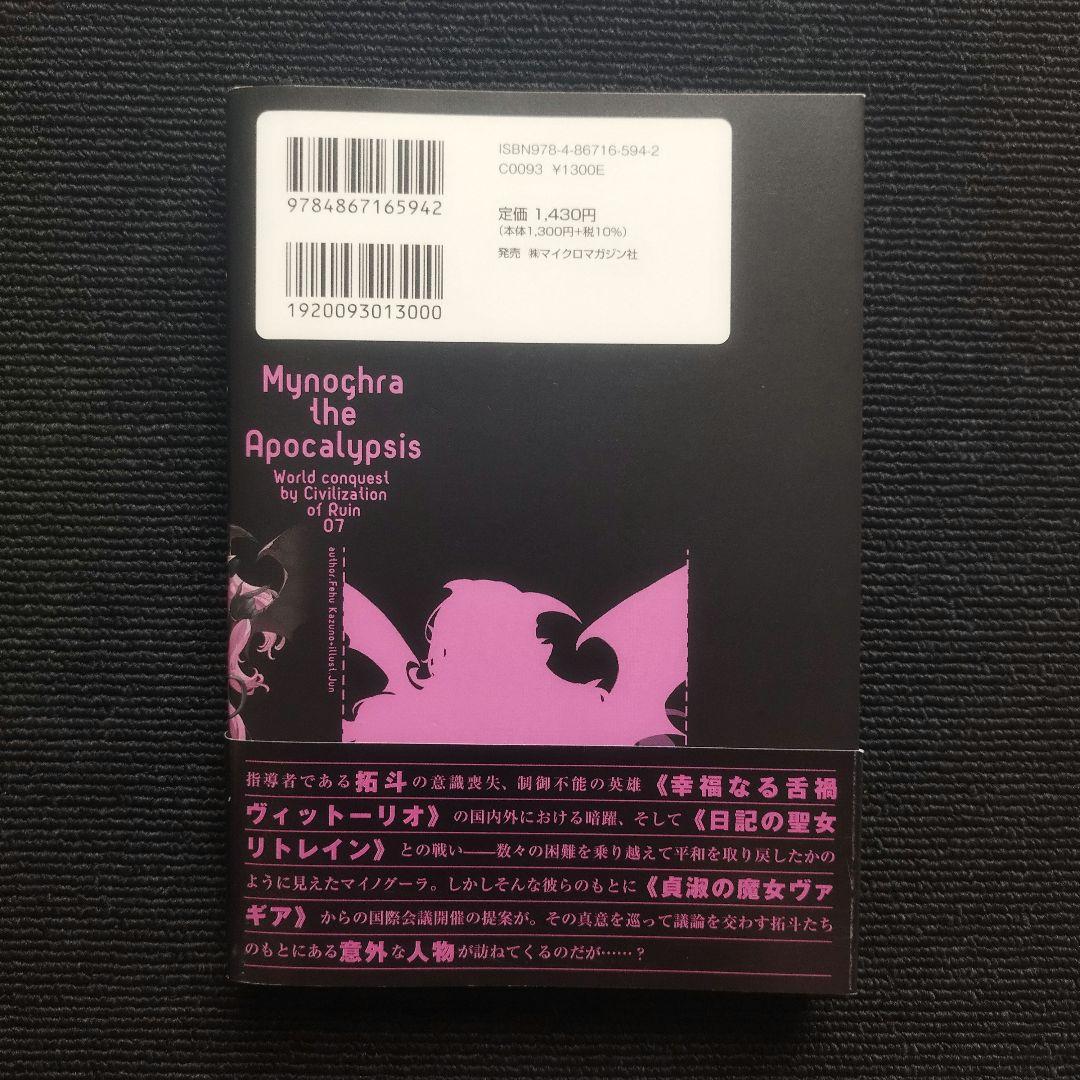 ISBN978-4-86716-594-2
C0093 ¥1300E
9784867165942
定価 1,430円
(本体1,300円+税10%)
発売 ㈱マイクロマガジン社
1920093013000
Mynoghra
the
Apocalypsis
World conquest
by Civilization
of Ruin
07
author.Fehu Kazuno+illust.Jun
指導者である拓斗の意識喪失、制御不能の英雄《幸福なる舌禍
ヴィットーリオ》の国内外における暗躍、そして《日記の聖女
リトレイン》との戦い――数々の困難を乗り越えて平和を取り戻したかの
ように見えたマイノグーラ。しかしそんな彼らのもとに《貞淑の魔女ヴァ
ギア》からの国際会議開催の提案が。その真意を巡って議論を交わす拓斗たち
のもとにある意外な人物が訪ねてくるのだが……？